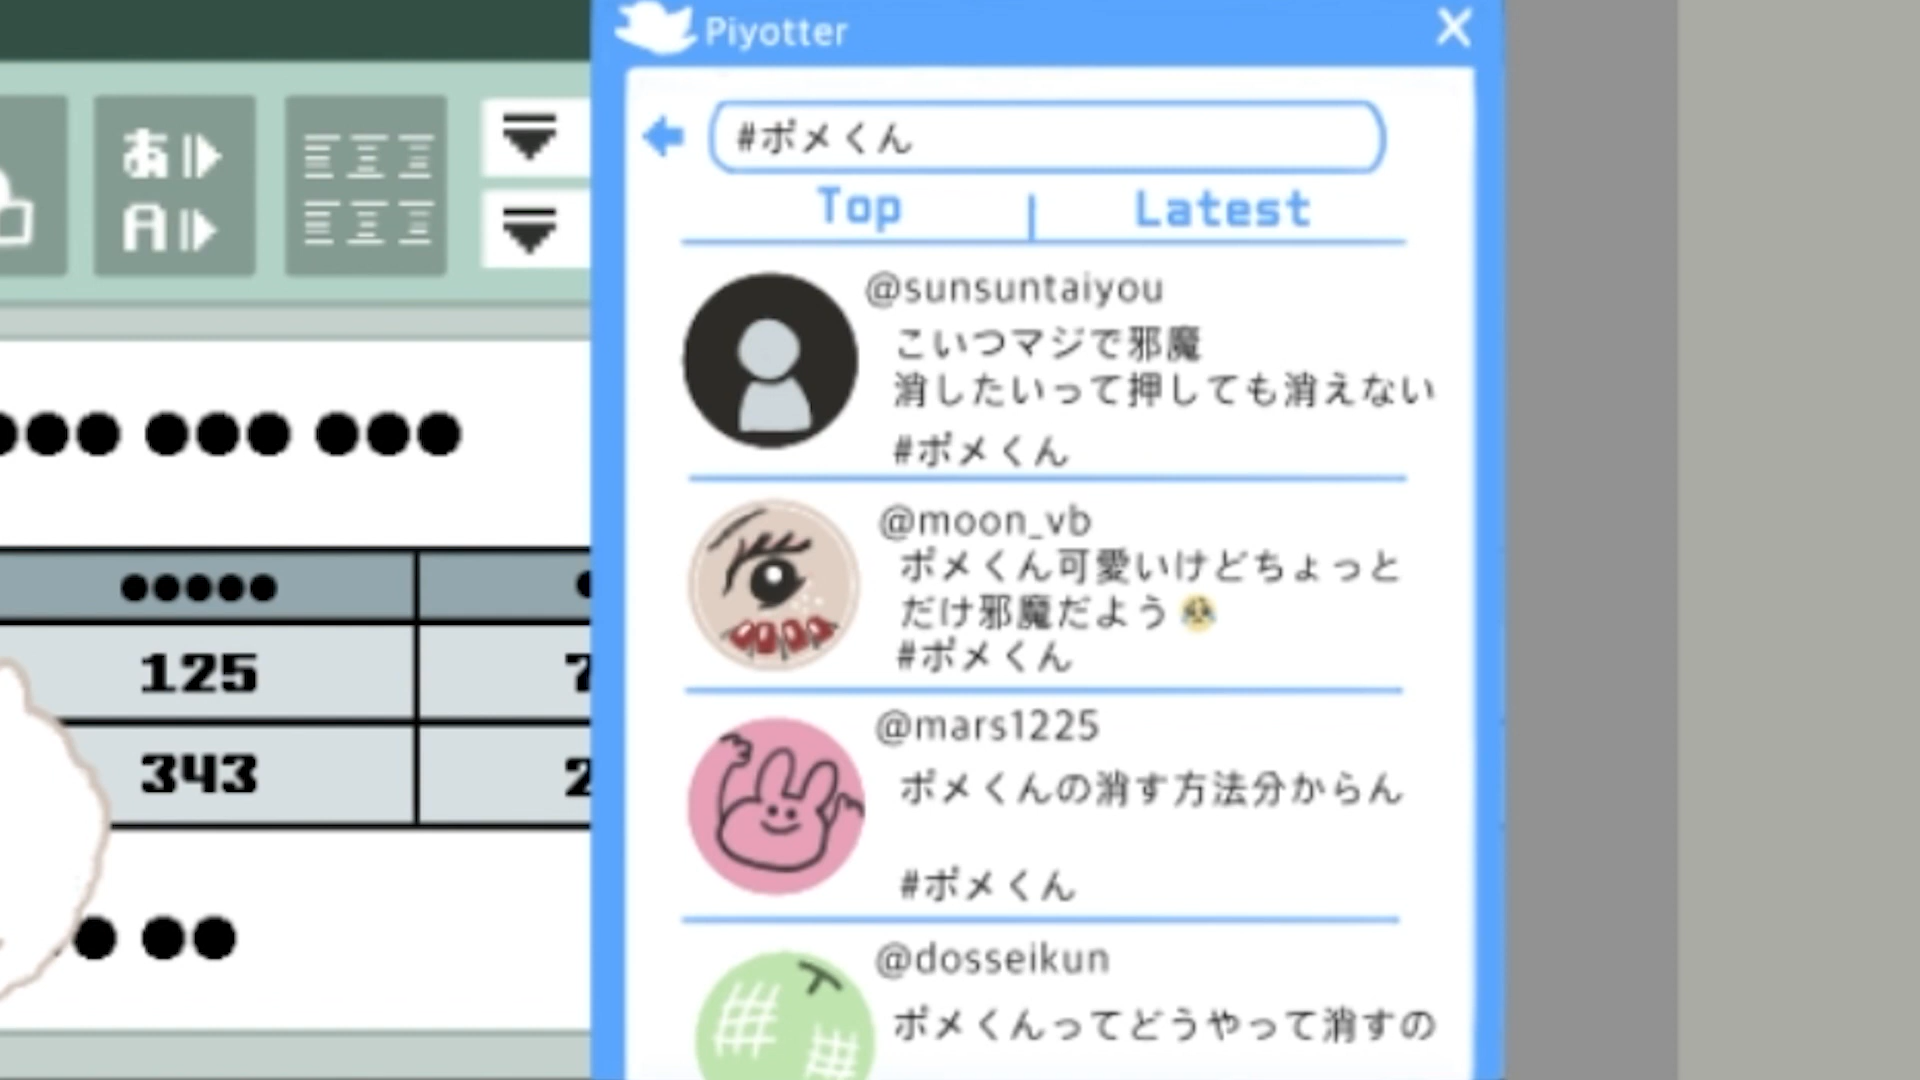 Piyotter
#ポメくん
Top | Latest
@sunsuntaiyou
こいつマジで邪魔
消したいって押しても消えない
#ポメくん
@moon_vb
ポメくん可愛いけどちょっと
だけ邪魔だよう
#ポメくん
@mars1225
ポメくんの消す方法分からん
#ポメくん
@dosseikun
ポメくんってどうやって消すの
あ
A
●●● ●●● ●●●
●●●●●
125
343
●● ●●